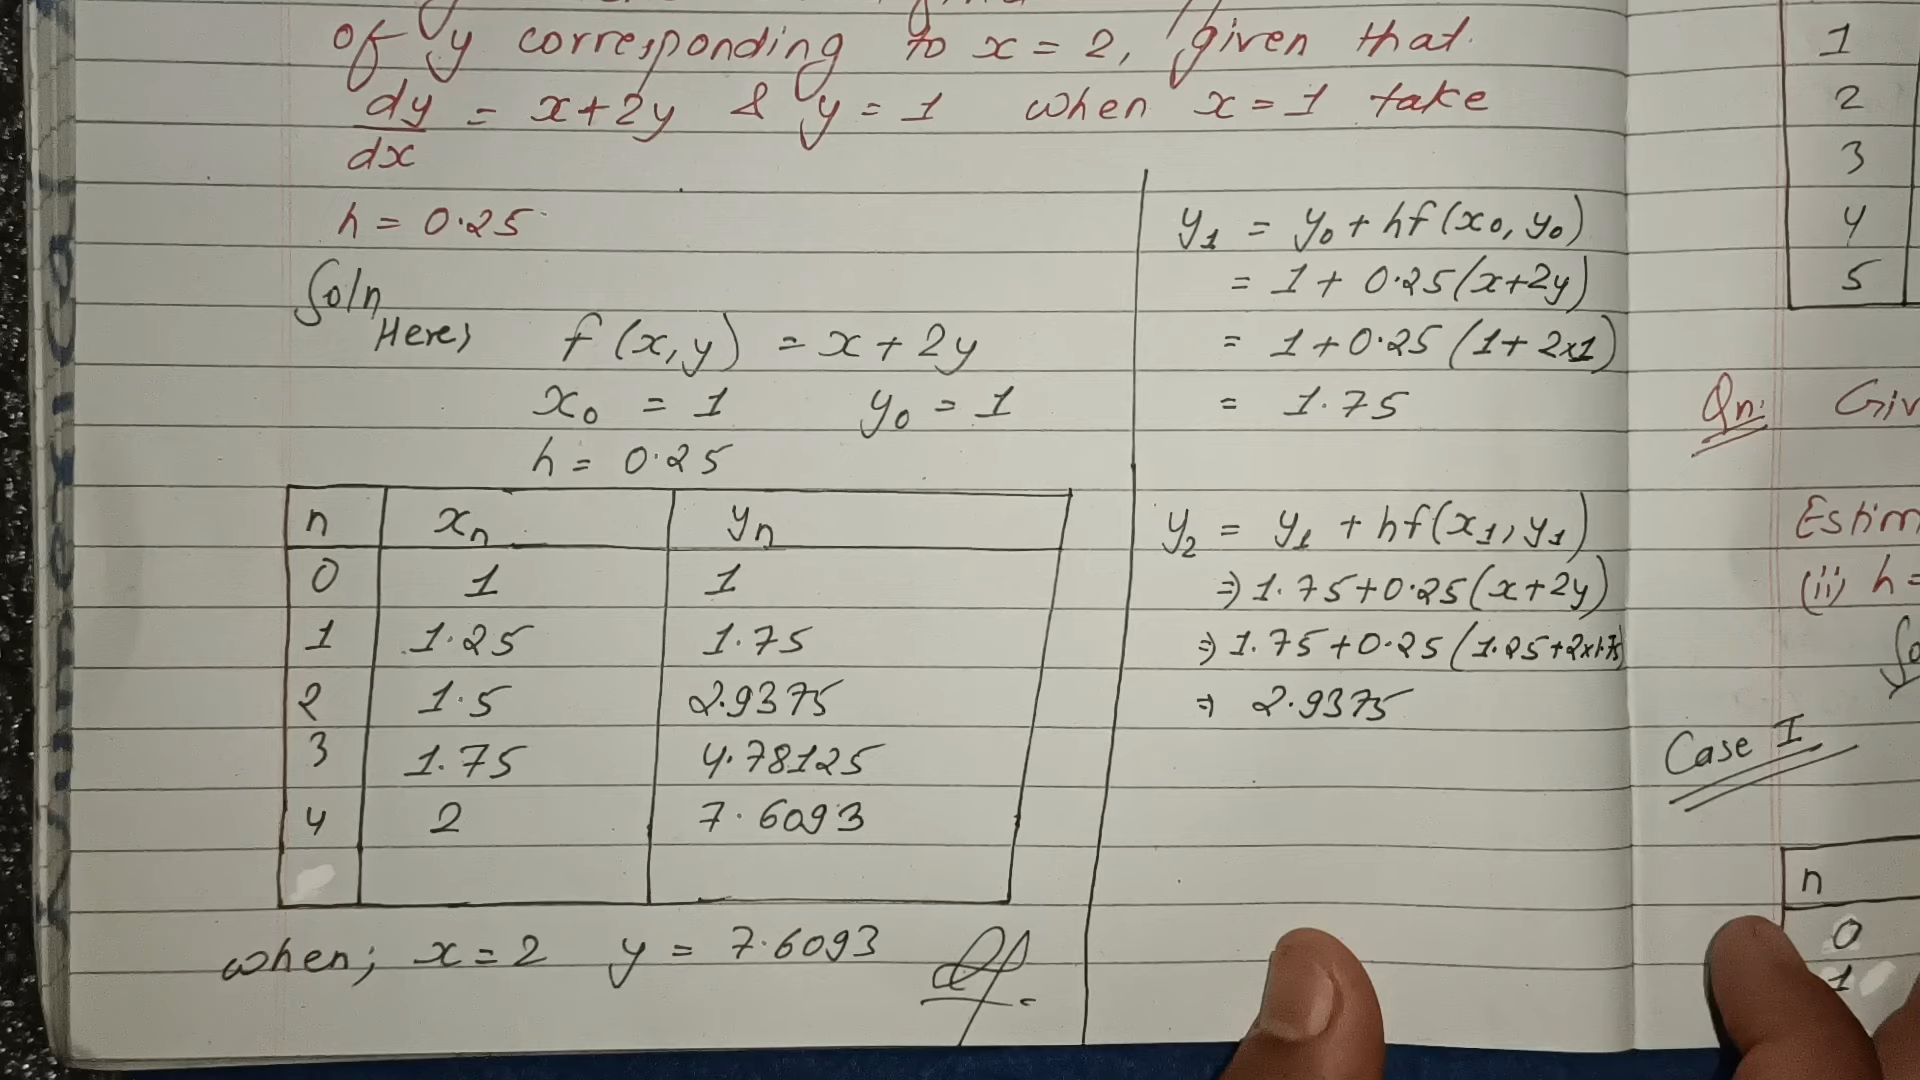 of y corresponding to x = 2, given that
dy/dx = x+2y & y = 1 when x = 1 take
h = 0.25
Soln
Here, f(x,y) = x + 2y
x₀ = 1 y₀ = 1
h = 0.25
n xₙ yₙ
0 1 1
1 1.25 1.75
2 1.5 2.9375
3 1.75 4.78125
4 2 7.6093
when; x = 2 y = 7.6093
y₁ = y₀ + hf(x₀, y₀)
= 1 + 0.25(x+2y)
= 1 + 0.25 (1 + 2x1)
= 1.75
y₂ = y₁ + hf(x₁, y₁)
⇒ 1.75+0.25(x+2y)
⇒ 1.75+0.25(1.25+2x1.75)
⇒ 2.9375
1
2
3
4
5
Qn:
(ii) h=
Case I
n
0
1